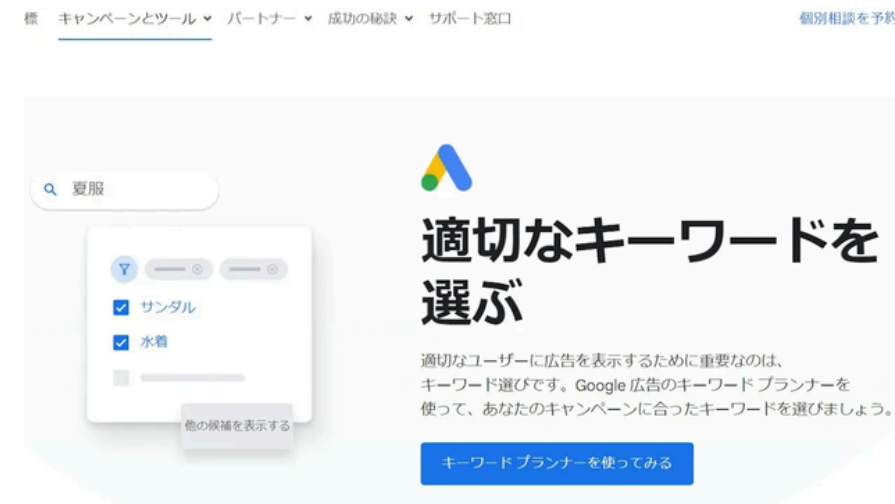 標 キャンペーンとツール パートナー 成功の秘訣 サポート窓口 個別相談を予約
夏服
サンダル
水着
他の候補を表示する
適切なキーワードを
選ぶ
適切なユーザーに広告を表示するために重要なのは、
キーワード選びです。Google 広告のキーワード プランナーを
使って、あなたのキャンペーンに合ったキーワードを選びましょう。
キーワード プランナーを使ってみる